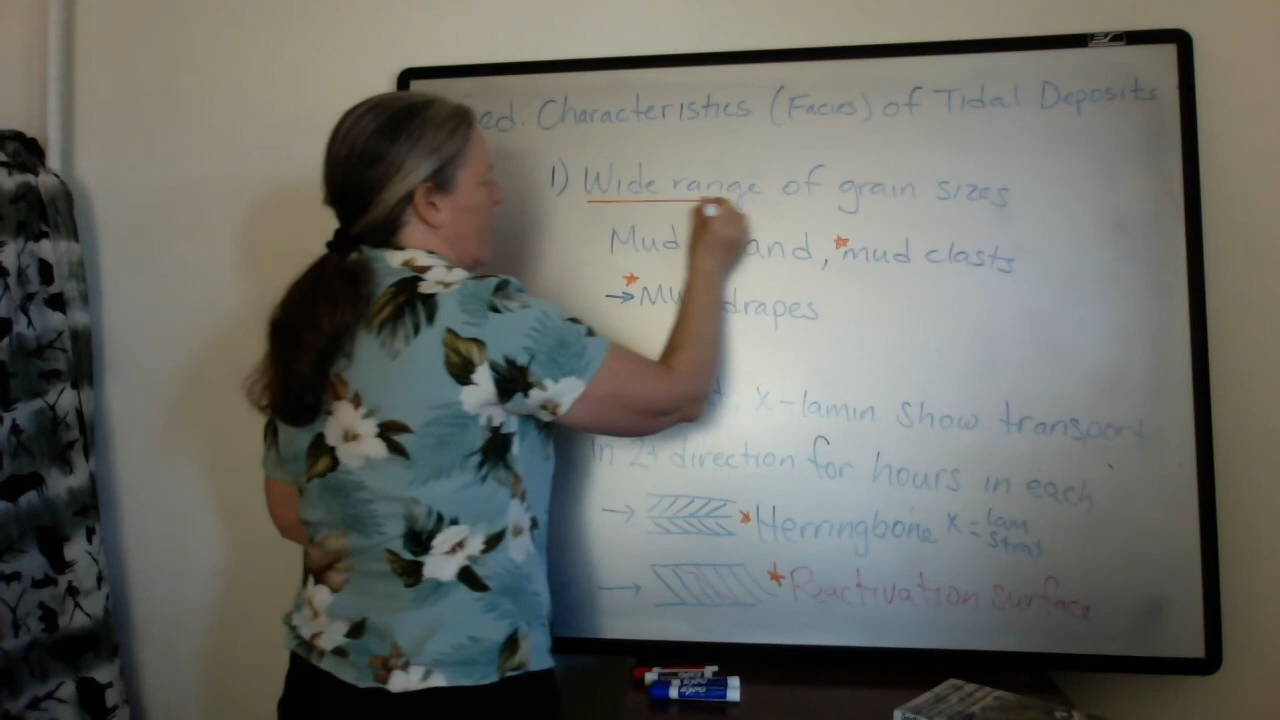 ed. Characteristics (Facies) of Tidal Deposits
1) Wide range of grain sizes
Mud and, *mud clasts
* → Mu drapes
x-lamin show transport
in 2+ direction for hours in each
→ * Herringbone x = lam strat
→ * Reactivation surface